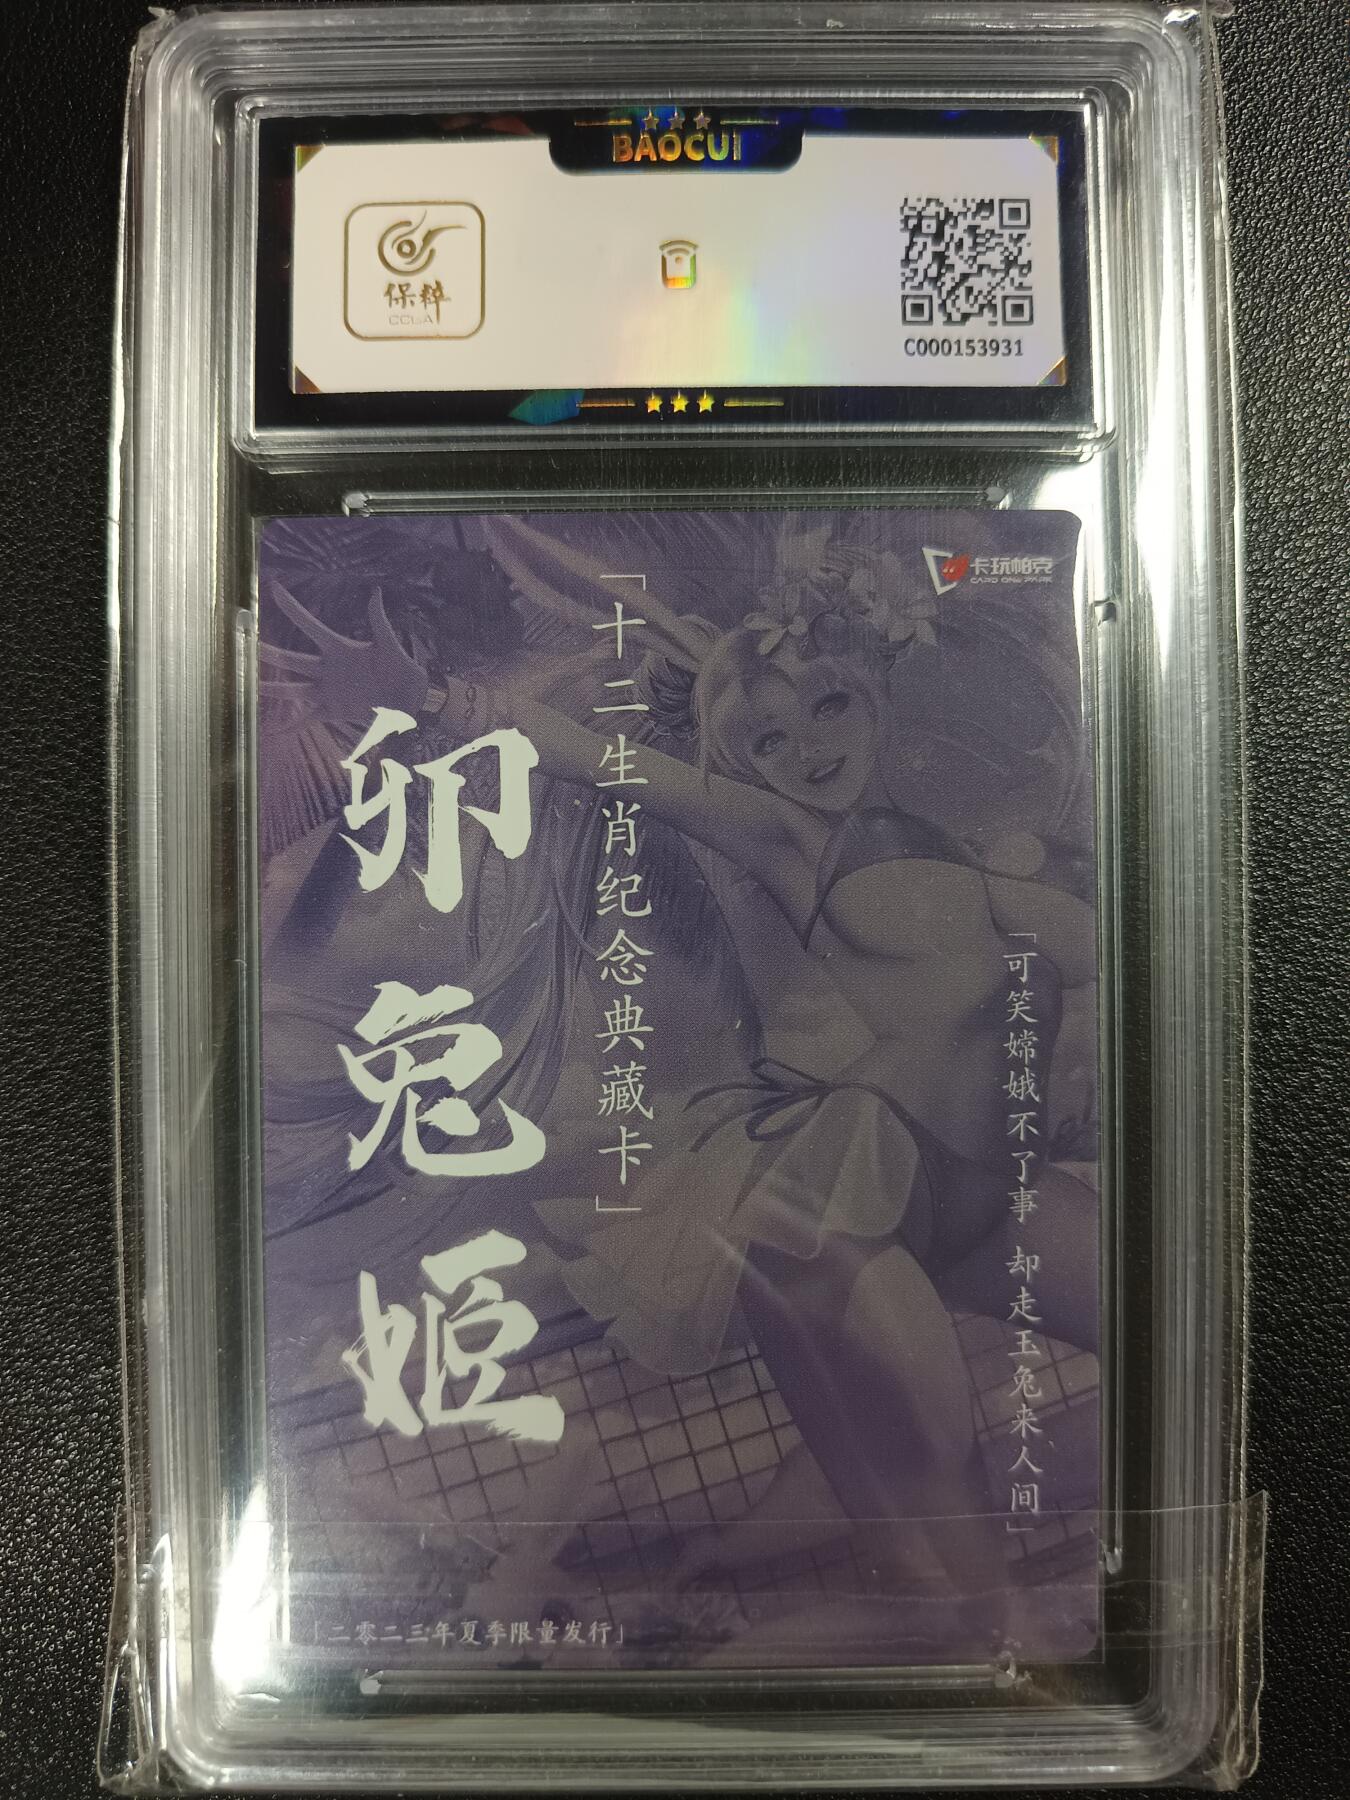 BAOCUI
保粹
CCGA
C000153931
卡玩帕克
CARD ONE PARK
「十二生肖纪念典藏卡」
卯兔姬
「可笑嫦娥不了事 却走玉兔来人间」
「二零二三年夏季限量发行」